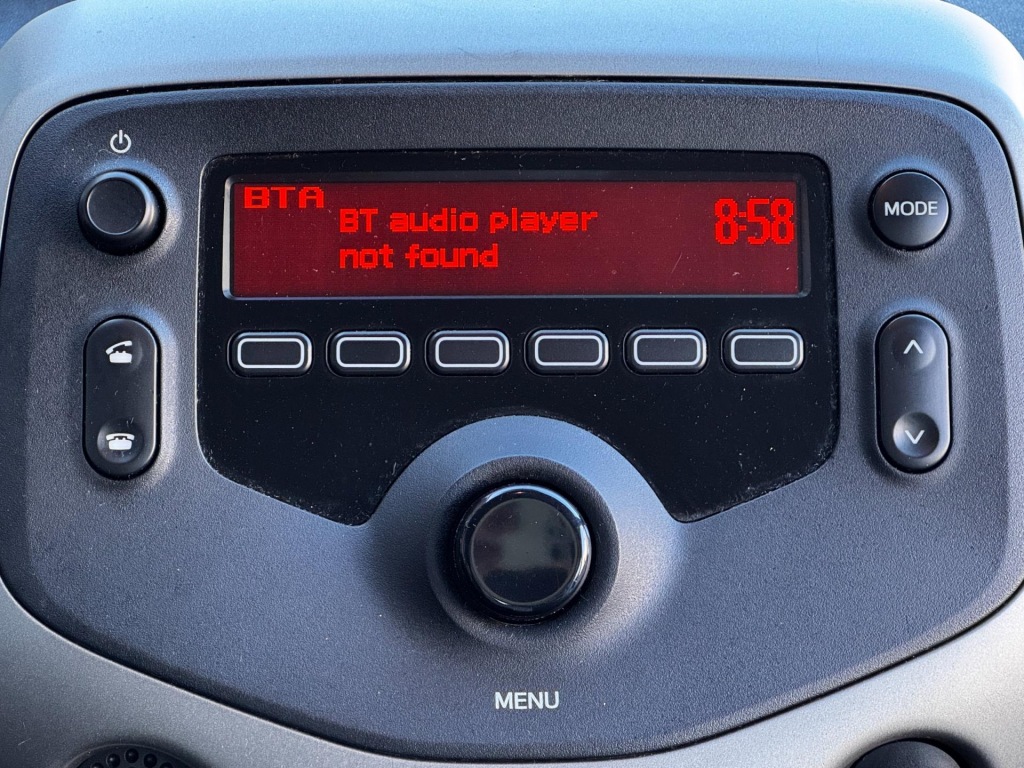 BTA
BT audio player
not found
8:58
MODE
MENU